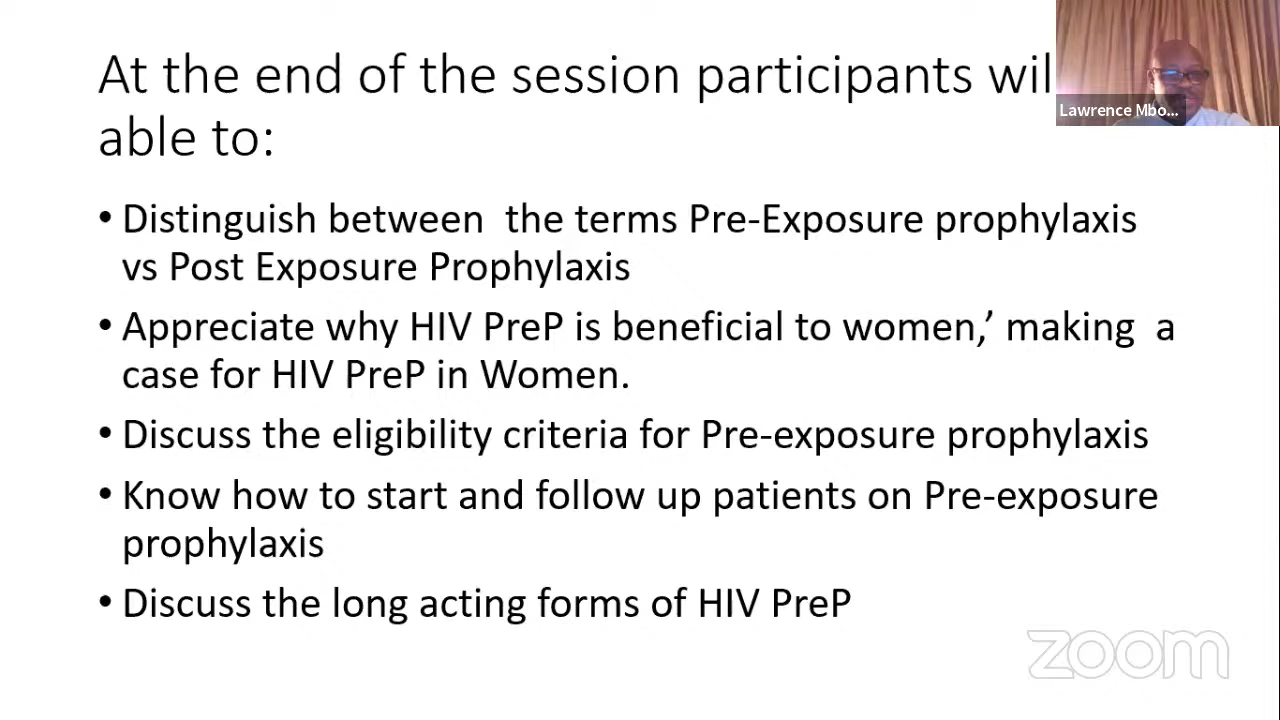 At the end of the session participants wil
able to:
• Distinguish between the terms Pre-Exposure prophylaxis
vs Post Exposure Prophylaxis
• Appreciate why HIV PreP is beneficial to women,’ making a
case for HIV PreP in Women.
• Discuss the eligibility criteria for Pre-exposure prophylaxis
• Know how to start and follow up patients on Pre-exposure
prophylaxis
• Discuss the long acting forms of HIV PreP
Lawrence Mbo...
zoom